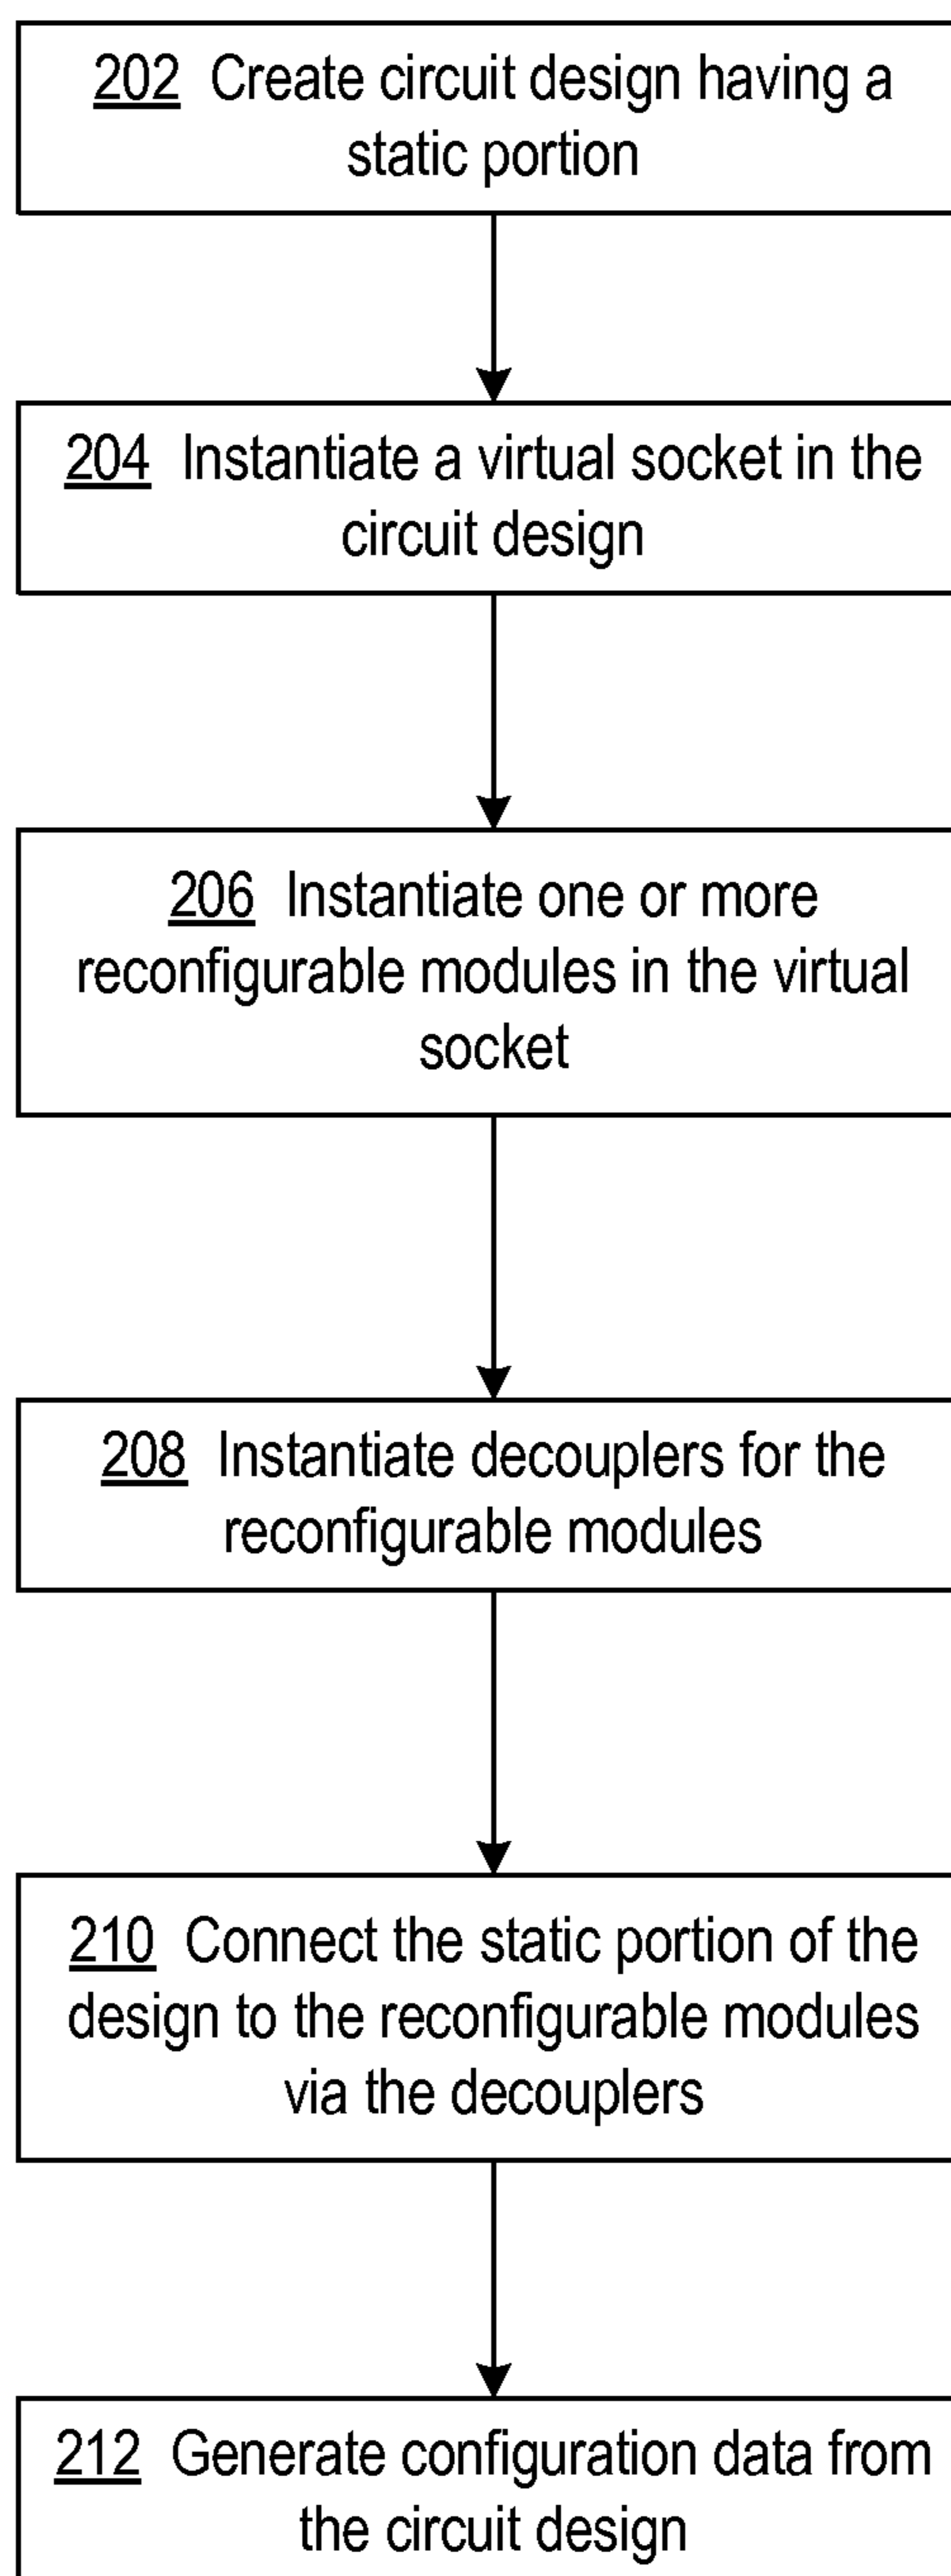 202 Create circuit design having a
static portion
204 Instantiate a virtual socket in the
circuit design
206 Instantiate one or more
reconfigurable modules in the virtual
socket
208 Instantiate decouplers for the
reconfigurable modules
210 Connect the static portion of the
design to the reconfigurable modules
via the decouplers
212 Generate configuration data from
the circuit design